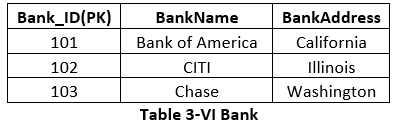 Bank_ID(PK) BankName BankAddress
101 Bank of America California
102 CITI Illinois
103 Chase Washington
Table 3-VI Bank